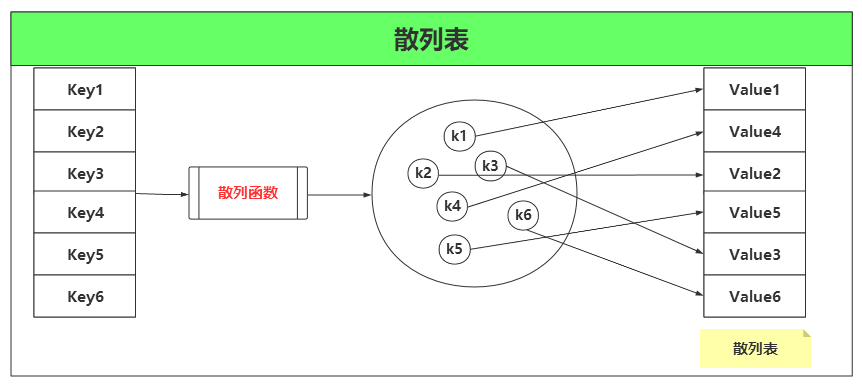 散列表
Key1
Key2
Key3
Key4
Key5
Key6
散列函数
k1
k2
k3
k4
k5
k6
Value1
Value4
Value2
Value5
Value3
Value6
散列表